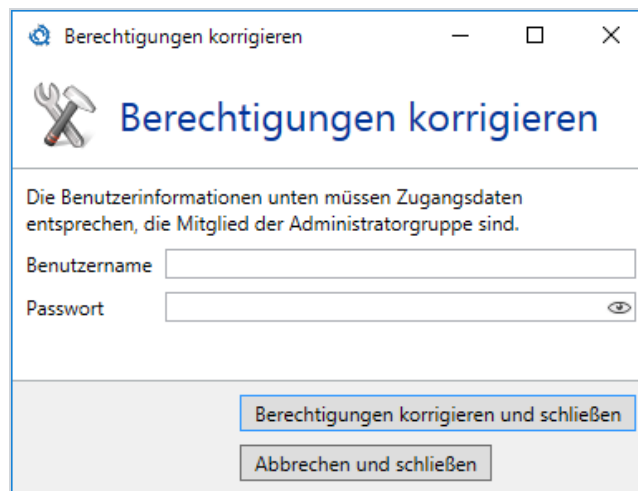 Berechtigungen korrigieren
Berechtigungen korrigieren
Die Benutzerinformationen unten müssen Zugangsdaten
entsprechen, die Mitglied der Administratorgruppe sind.
Benutzername
Passwort
Berechtigungen korrigieren und schließen
Abbrechen und schließen